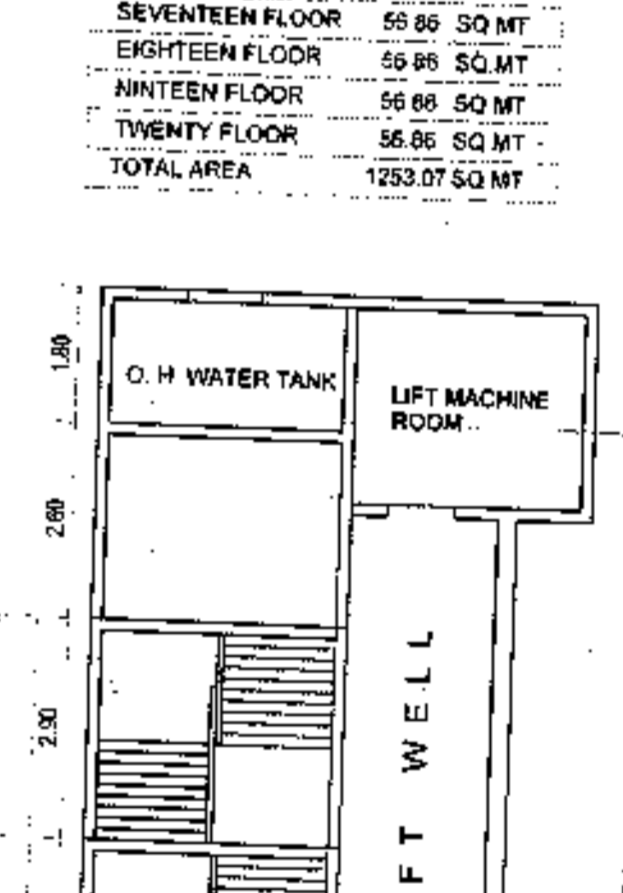 SEVENTEEN FLOOR 56 86 SQ MT
EIGHTEEN FLOOR 56 86 SQ.MT
NINTEEN FLOOR 56 86 SQ MT
TWENTY FLOOR 56.86 SQ MT
TOTAL AREA 1253.07 SQ MT
1.80
O. H WATER TANK
LIFT MACHINE
ROOM
2.60
2.90
FT WELL